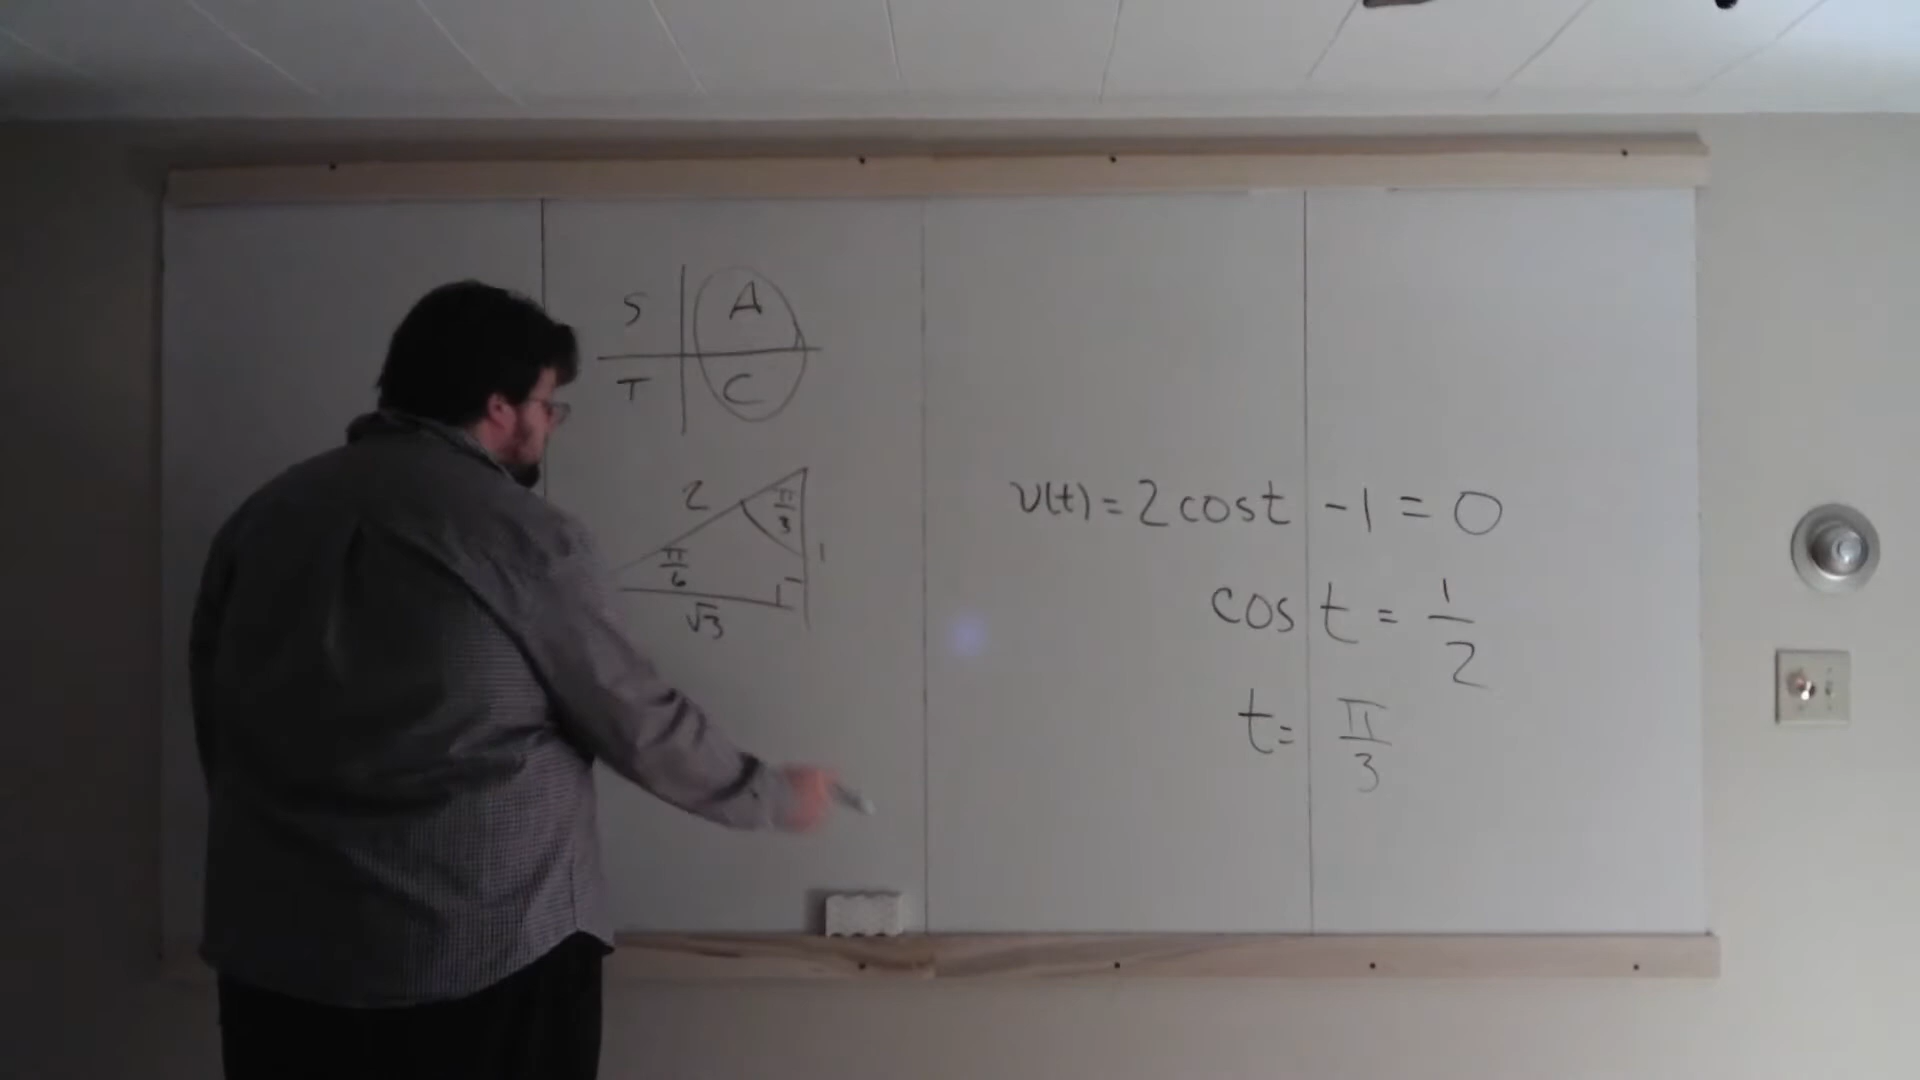 S A
T C
2 π/3
π/6 1
√3
v(t) = 2 cos t - 1 = 0
cos t = 1/2
t = π/3